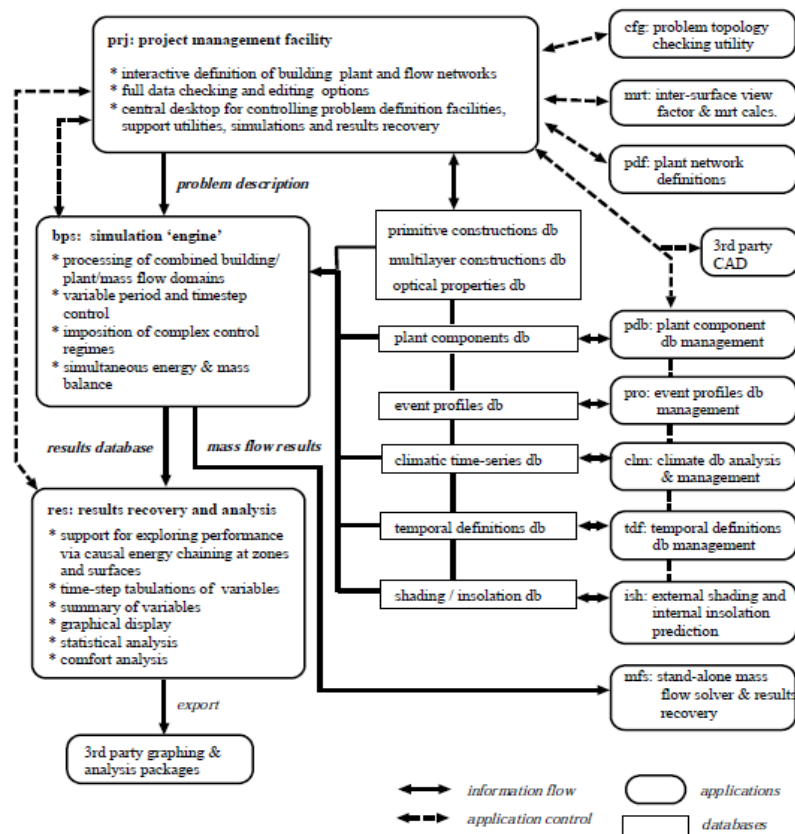 prj: project management facility
* interactive definition of building plant and flow networks
* full data checking and editing options
* central desktop for controlling problem definition facilities,
support utilities, simulations and results recovery
cfg: problem topology
checking utility
mrt: inter-surface view
factor & mrt calcs.
pdf: plant network
definitions
3rd party
CAD
problem description
bps: simulation ‘engine’
* processing of combined building/
plant/mass flow domains
* variable period and timestep
control
* imposition of complex control
regimes
* simultaneous energy & mass
balance
primitive constructions db
multilayer constructions db
optical properties db
plant components db
event profiles db
climatic time-series db
temporal definitions db
shading / insolation db
pdb: plant component
db management
pro: event profiles db
management
clm: climate db analysis
& management
tdf: temporal definitions
db management
ish: external shading and
internal insolation
prediction
mfs: stand-alone mass
flow solver & results
recovery
results database
mass flow results
res: results recovery and analysis
* support for exploring performance
via causal energy chaining at zones
and surfaces
* time-step tabulations of variables
* summary of variables
* graphical display
* statistical analysis
* comfort analysis
export
3rd party graphing &
analysis packages
information flow
application control
applications
databases